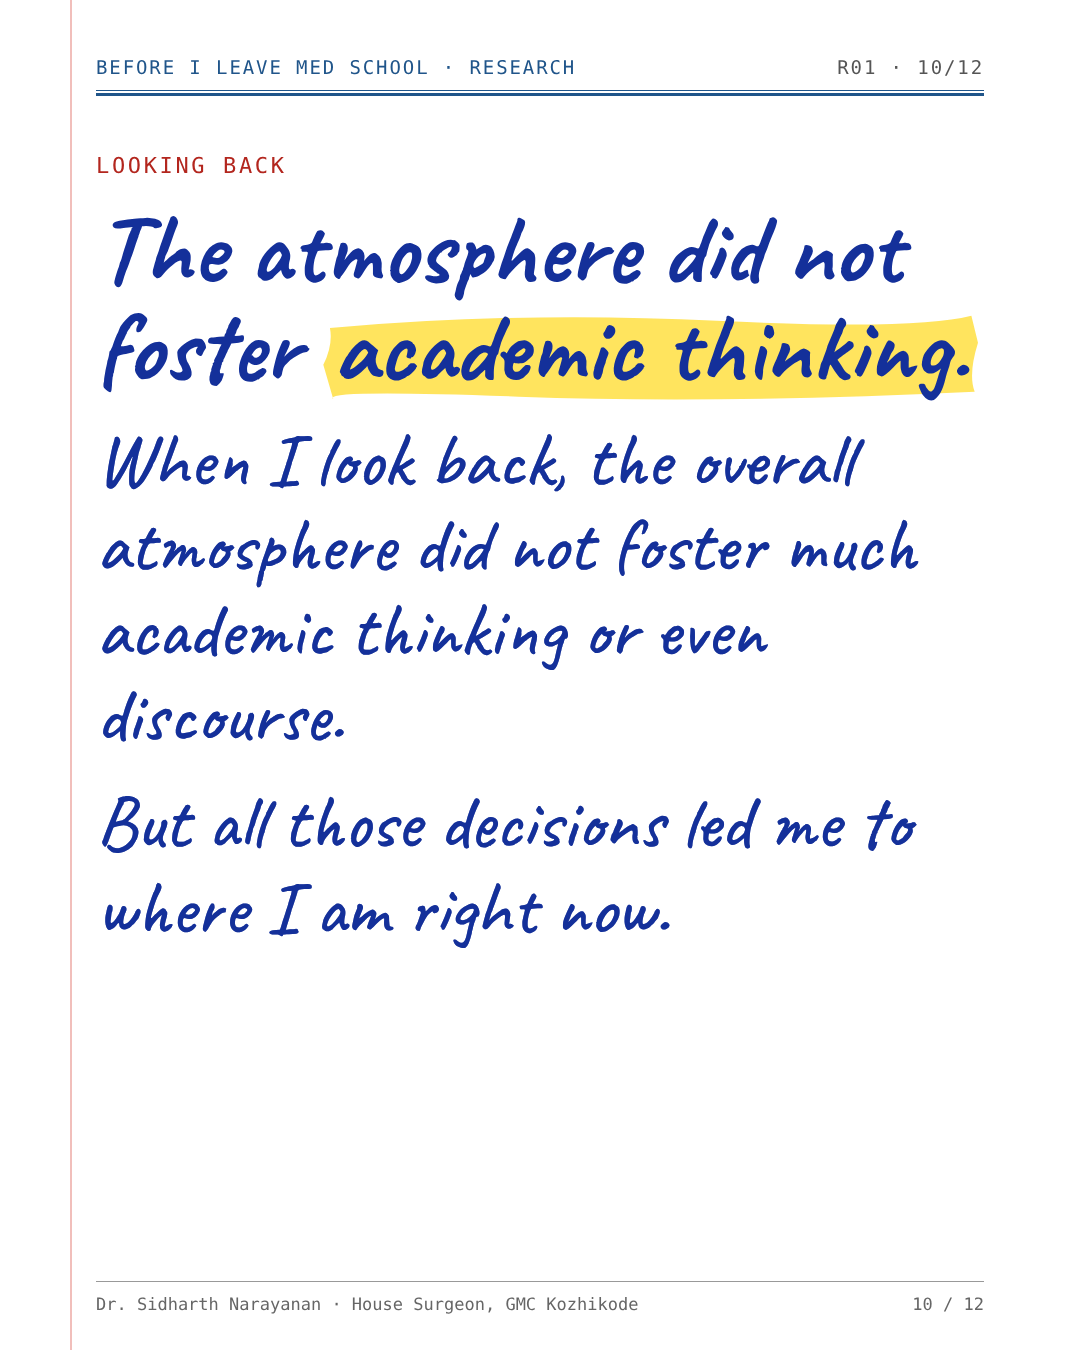 BEFORE I LEAVE MED SCHOOL · RESEARCH
R01 · 10/12
LOOKING BACK
The atmosphere did not
foster academic thinking.
When I look back, the overall
atmosphere did not foster much
academic thinking or even
discourse.
But all those decisions led me to
where I am right now.
Dr. Sidharth Narayanan · House Surgeon, GMC Kozhikode
10 / 12